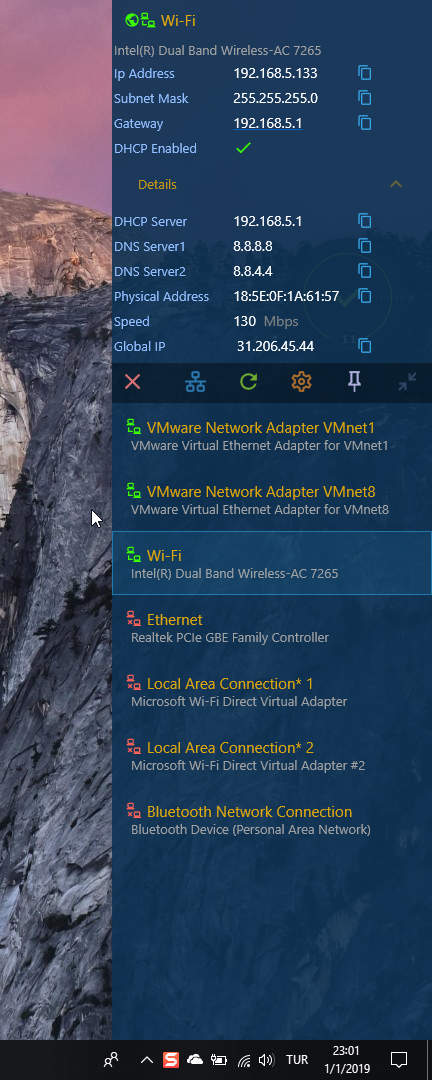 Wi-Fi
Intel(R) Dual Band Wireless-AC 7265
Ip Address 192.168.5.133
Subnet Mask 255.255.255.0
Gateway 192.168.5.1
DHCP Enabled
Details
DHCP Server 192.168.5.1
DNS Server1 8.8.8.8
DNS Server2 8.8.4.4
Physical Address 18:5E:0F:1A:61:57
Speed 130 Mbps
Global IP 31.206.45.44
VMware Network Adapter VMnet1
VMware Virtual Ethernet Adapter for VMnet1
VMware Network Adapter VMnet8
VMware Virtual Ethernet Adapter for VMnet8
Wi-Fi
Intel(R) Dual Band Wireless-AC 7265
Ethernet
Realtek PCIe GBE Family Controller
Local Area Connection* 1
Microsoft Wi-Fi Direct Virtual Adapter
Local Area Connection* 2
Microsoft Wi-Fi Direct Virtual Adapter #2
Bluetooth Network Connection
Bluetooth Device (Personal Area Network)
S TUR 23:01
1/1/2019